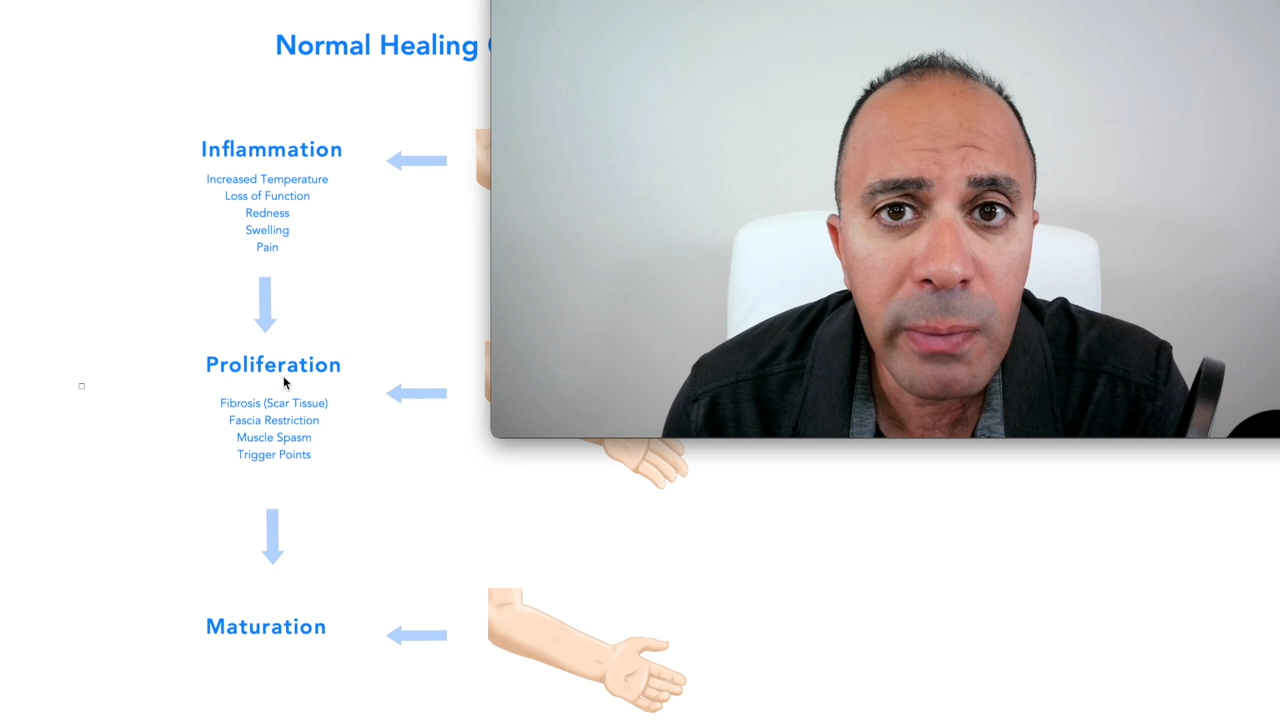 Normal Healing
Inflammation
Increased Temperature
Loss of Function
Redness
Swelling
Pain
Proliferation
Fibrosis (Scar Tissue)
Fascia Restriction
Muscle Spasm
Trigger Points
Maturation